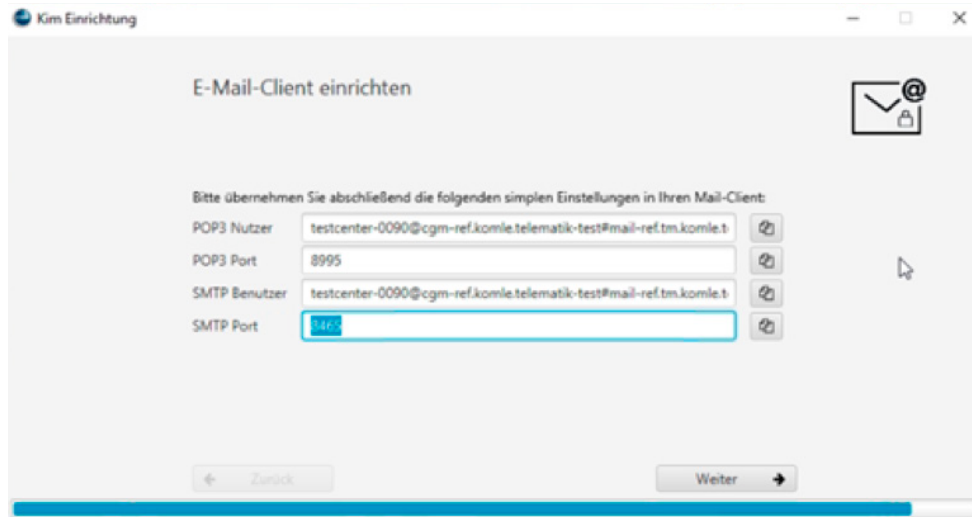 Kim Einrichtung
E-Mail-Client einrichten
@
Bitte übernehmen Sie abschließend die folgenden simplen Einstellungen in Ihren Mail-Client:
POP3 Nutzer testcenter-0090@cgm-ref.komle.telematik-test#mail-ref.tm.komle.t
POP3 Port 8995
SMTP Benutzer testcenter-0090@cgm-ref.komle.telematik-test#mail-ref.tm.komle.t
SMTP Port 8465
Zurück Weiter